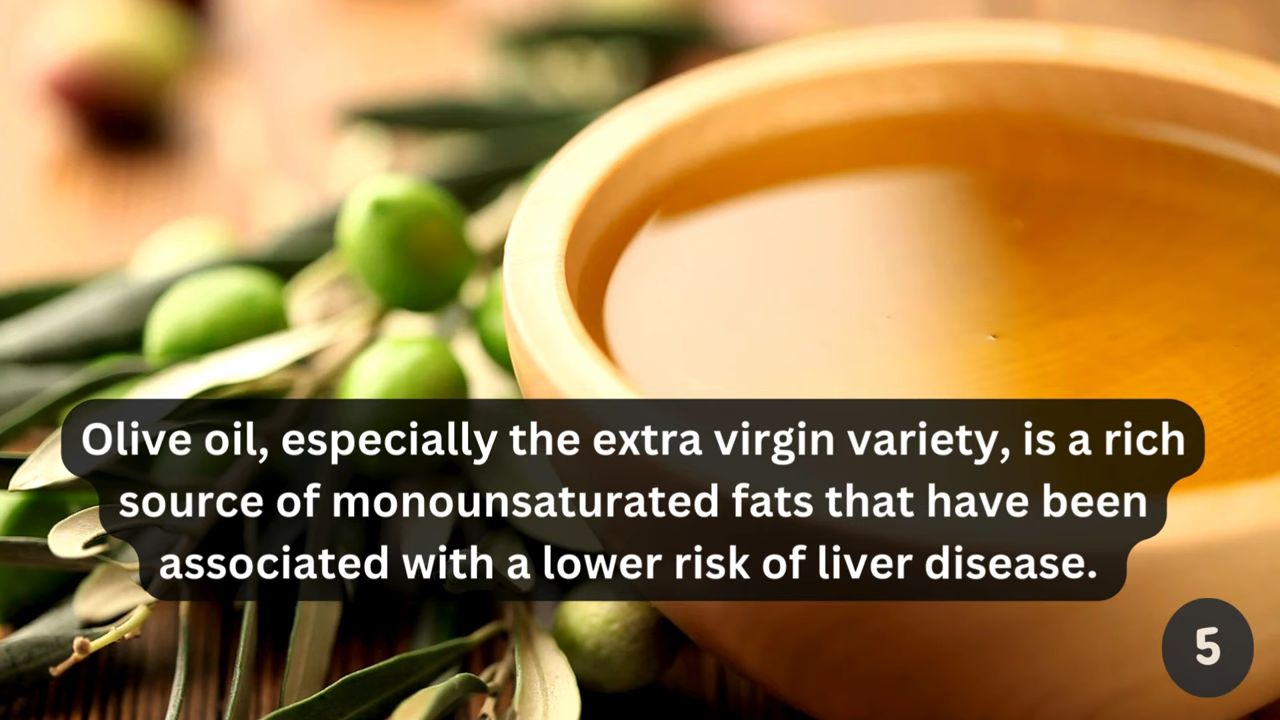 Olive oil, especially the extra virgin variety, is a rich
source of monounsaturated fats that have been
associated with a lower risk of liver disease.
5